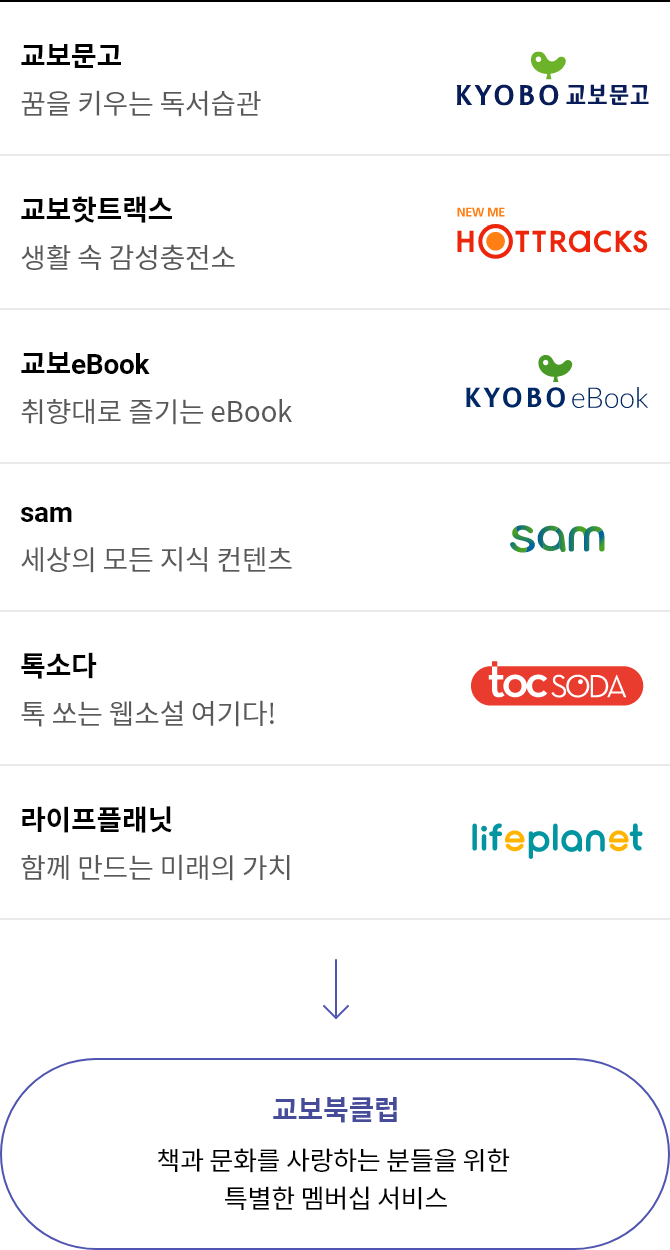 교보문고
꿈을 키우는 독서습관
KYOBO 교보문고
교보핫트랙스
생활 속 감성충전소
NEW ME
HOTTRACKS
교보eBook
취향대로 즐기는 eBook
KYOBO eBook
sam
세상의 모든 지식 컨텐츠
sam
톡소다
톡 쏘는 웹소설 여기다!
tocSODA
라이프플래닛
함께 만드는 미래의 가치
lifeplanet
교보북클럽
책과 문화를 사랑하는 분들을 위한
특별한 멤버십 서비스